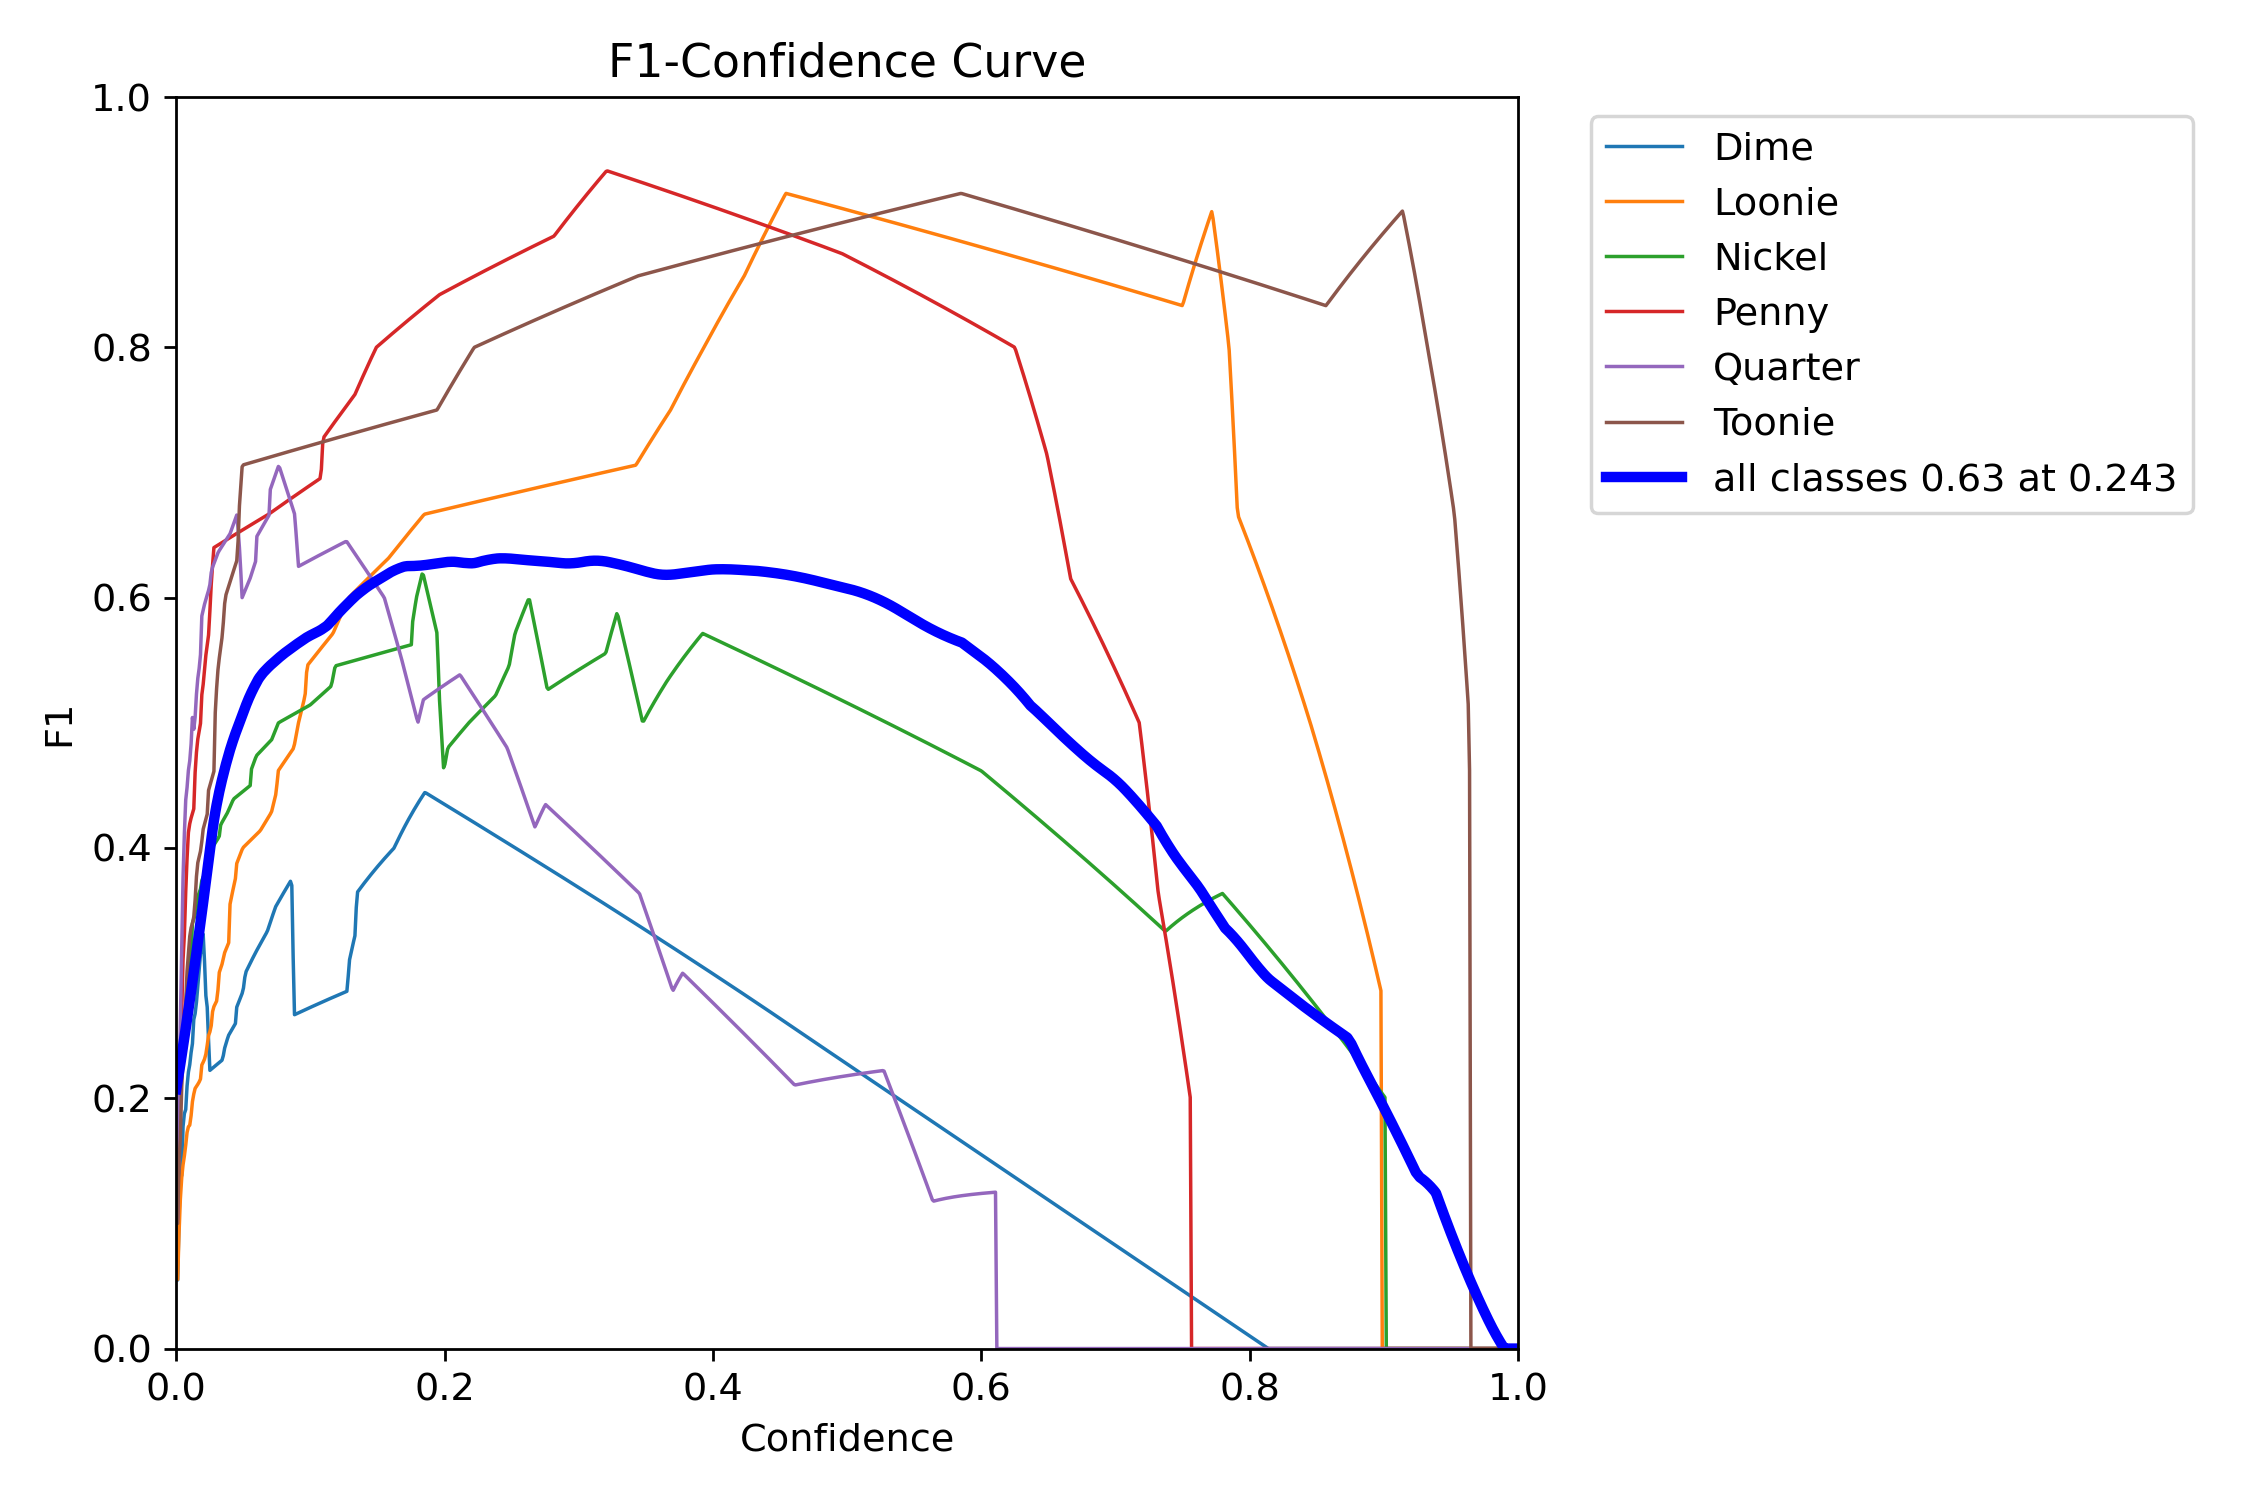 F1-Confidence Curve
1.0
0.8
0.6
0.4
0.2
0.0
F1
0.0 0.2 0.4 0.6 0.8 1.0
Confidence
Dime
Loonie
Nickel
Penny
Quarter
Toonie
all classes 0.63 at 0.243